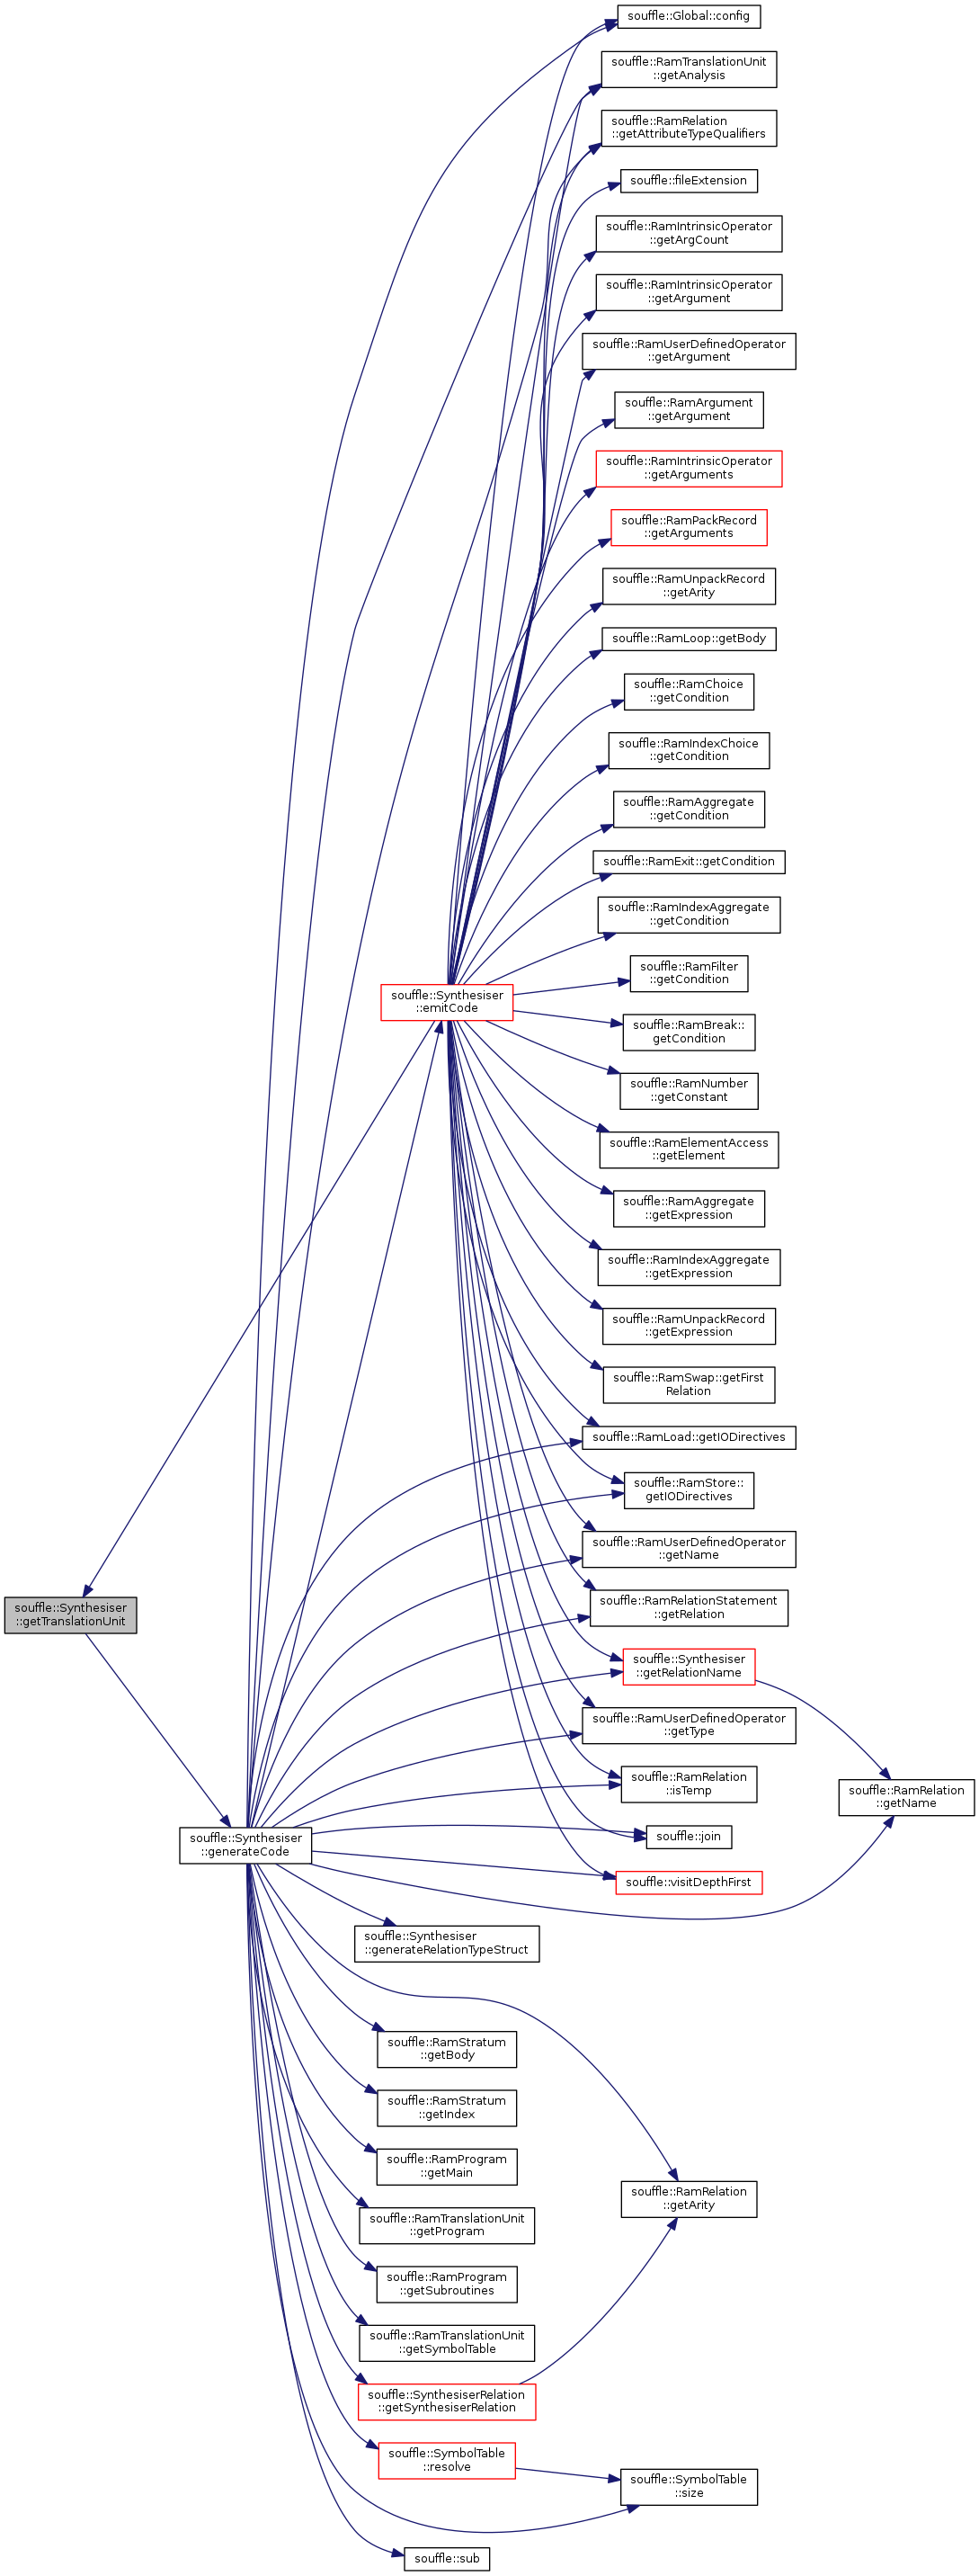 souffle::Global::config
souffle::RamTranslationUnit
::getAnalysis
souffle::RamRelation
::getAttributeTypeQualifiers
souffle::fileExtension
souffle::RamIntrinsicOperator
::getArgCount
souffle::RamIntrinsicOperator
::getArgument
souffle::RamUserDefinedOperator
::getArgument
souffle::RamArgument
::getArgument
souffle::RamIntrinsicOperator
::getArguments
souffle::RamPackRecord
::getArguments
souffle::RamUnpackRecord
::getArity
souffle::RamLoop::getBody
souffle::RamChoice
::getCondition
souffle::RamIndexChoice
::getCondition
souffle::RamAggregate
::getCondition
souffle::RamExit::getCondition
souffle::RamIndexAggregate
::getCondition
souffle::RamFilter
::getCondition
souffle::Synthesiser
::emitCode
souffle::RamBreak::
getCondition
souffle::RamNumber
::getConstant
souffle::RamElementAccess
::getElement
souffle::RamAggregate
::getExpression
souffle::RamIndexAggregate
::getExpression
souffle::RamUnpackRecord
::getExpression
souffle::RamSwap::getFirst
Relation
souffle::RamLoad::getIODirectives
souffle::RamStore::
getIODirectives
souffle::RamUserDefinedOperator
::getName
souffle::RamRelationStatement
::getRelation
souffle::Synthesiser
::getTranslationUnit
souffle::Synthesiser
::getRelationName
souffle::RamUserDefinedOperator
::getType
souffle::RamRelation
::isTemp
souffle::RamRelation
::getName
souffle::join
souffle::Synthesiser
::generateCode
souffle::visitDepthFirst
souffle::Synthesiser
::generateRelationTypeStruct
souffle::RamStratum
::getBody
souffle::RamStratum
::getIndex
souffle::RamProgram
::getMain
souffle::RamRelation
::getArity
souffle::RamTranslationUnit
::getProgram
souffle::RamProgram
::getSubroutines
souffle::RamTranslationUnit
::getSymbolTable
souffle::SynthesiserRelation
::getSynthesiserRelation
souffle::SymbolTable
::resolve
souffle::SymbolTable
::size
souffle::sub